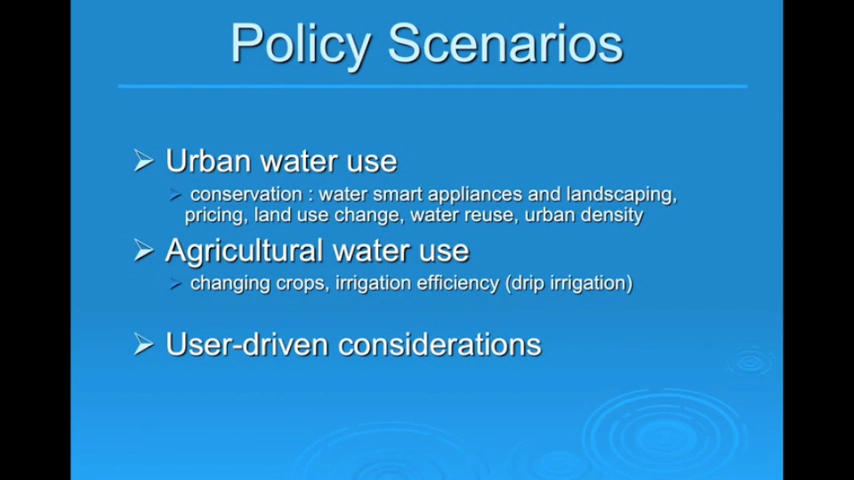 Policy Scenarios
Urban water use
conservation : water smart appliances and landscaping,
pricing, land use change, water reuse, urban density
Agricultural water use
changing crops, irrigation efficiency (drip irrigation)
User-driven considerations